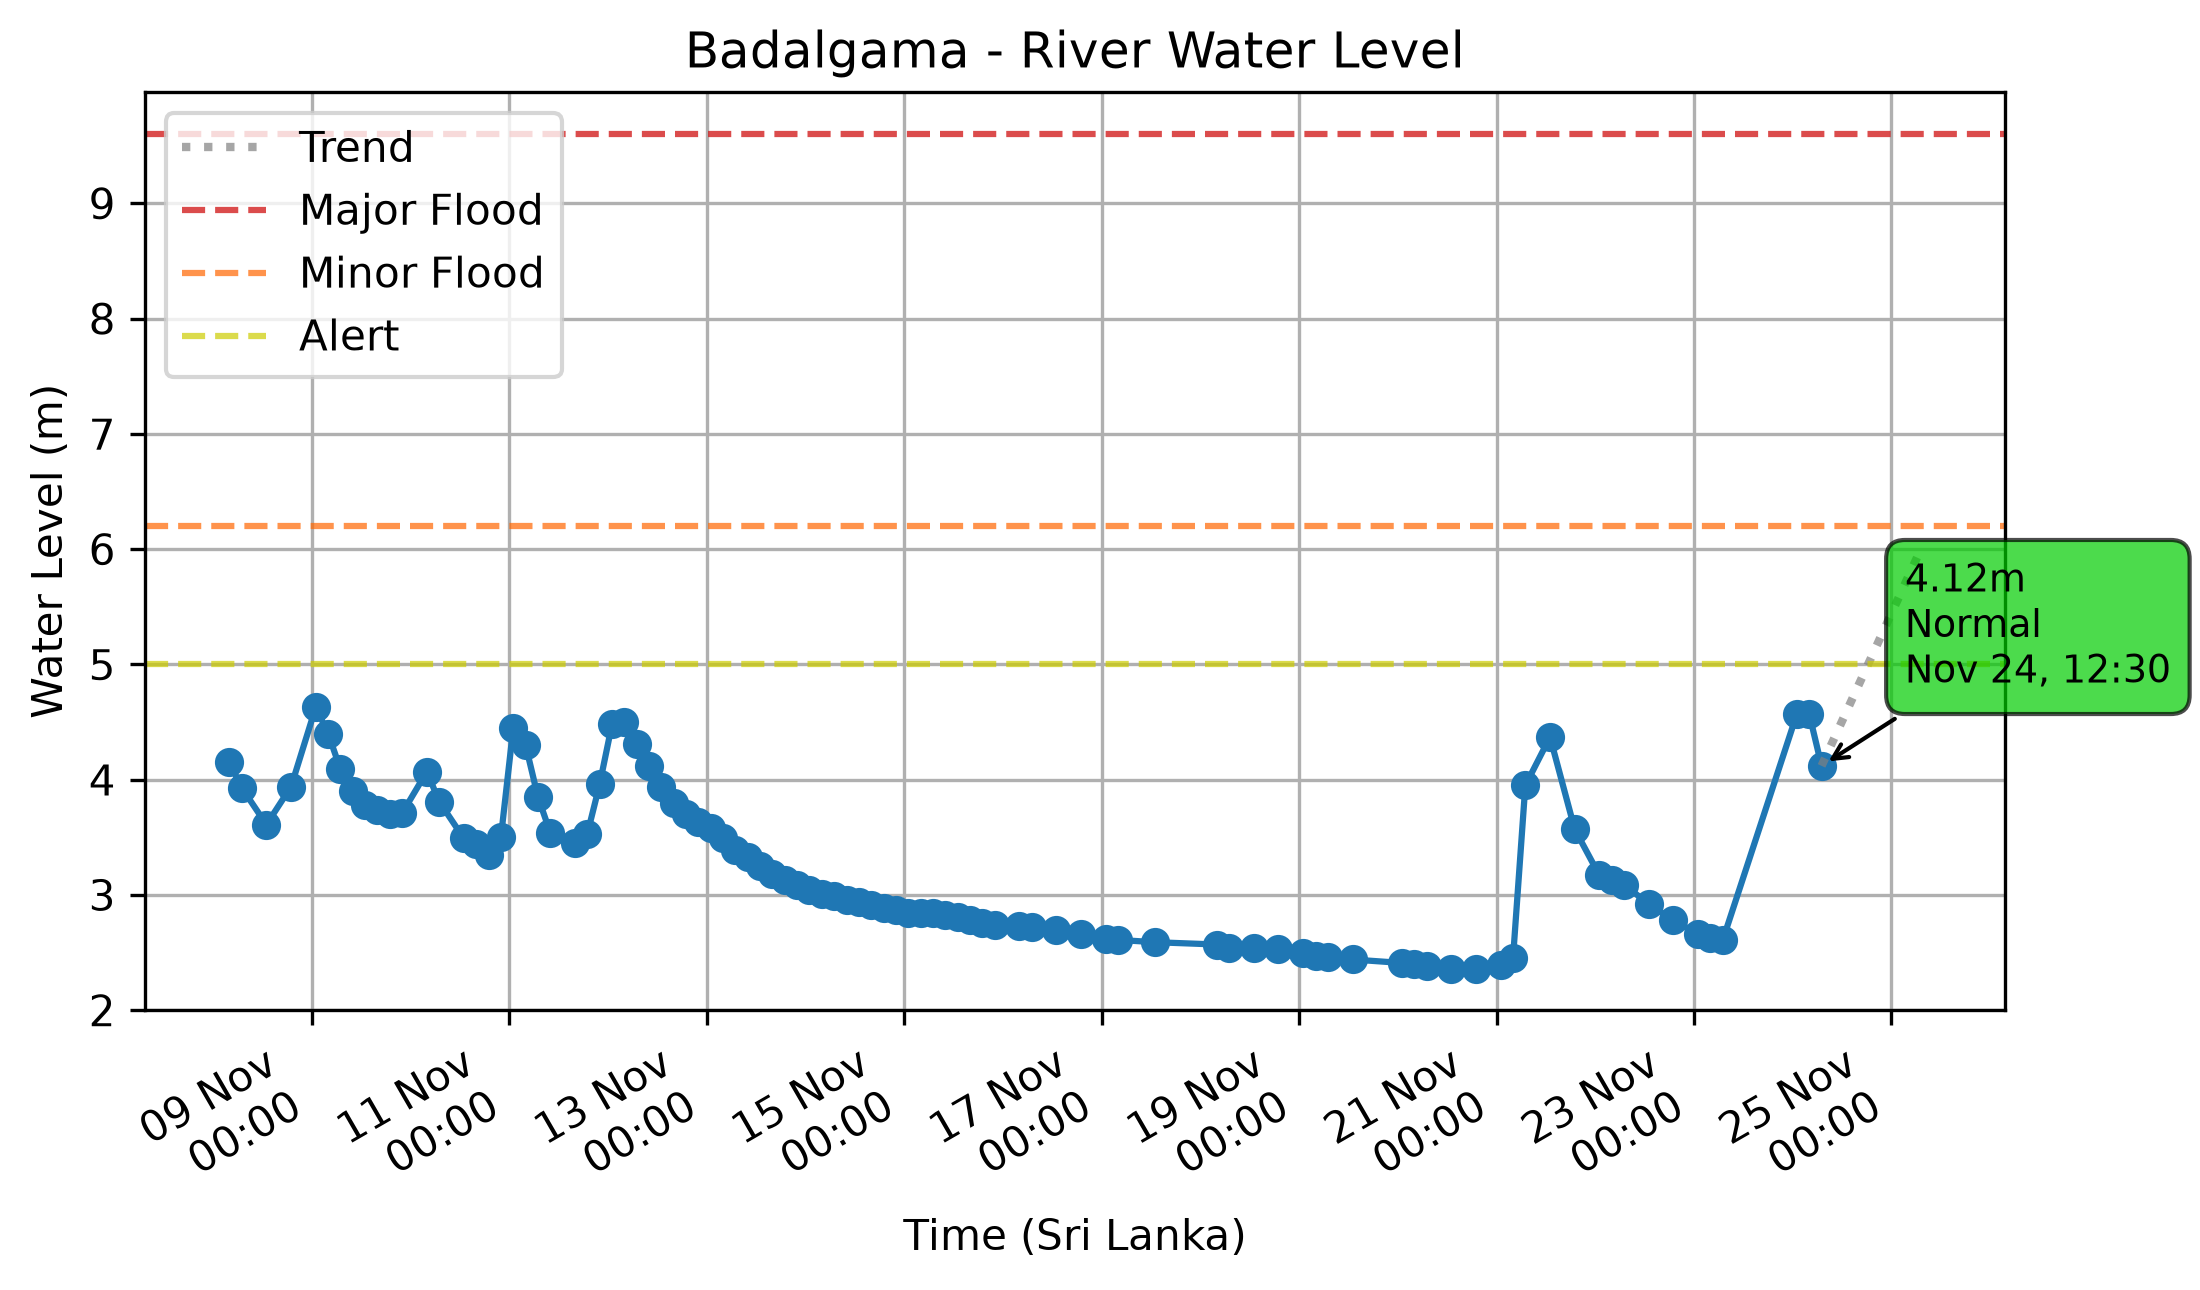 Badalgama - River Water Level
Trend
Major Flood
Minor Flood
Alert
Water Level (m)
9
8
7
6
5
4
3
2
4.12m
Normal
Nov 24, 12:30
09 Nov
00:00
11 Nov
00:00
13 Nov
00:00
15 Nov
00:00
17 Nov
00:00
19 Nov
00:00
21 Nov
00:00
23 Nov
00:00
25 Nov
00:00
Time (Sri Lanka)